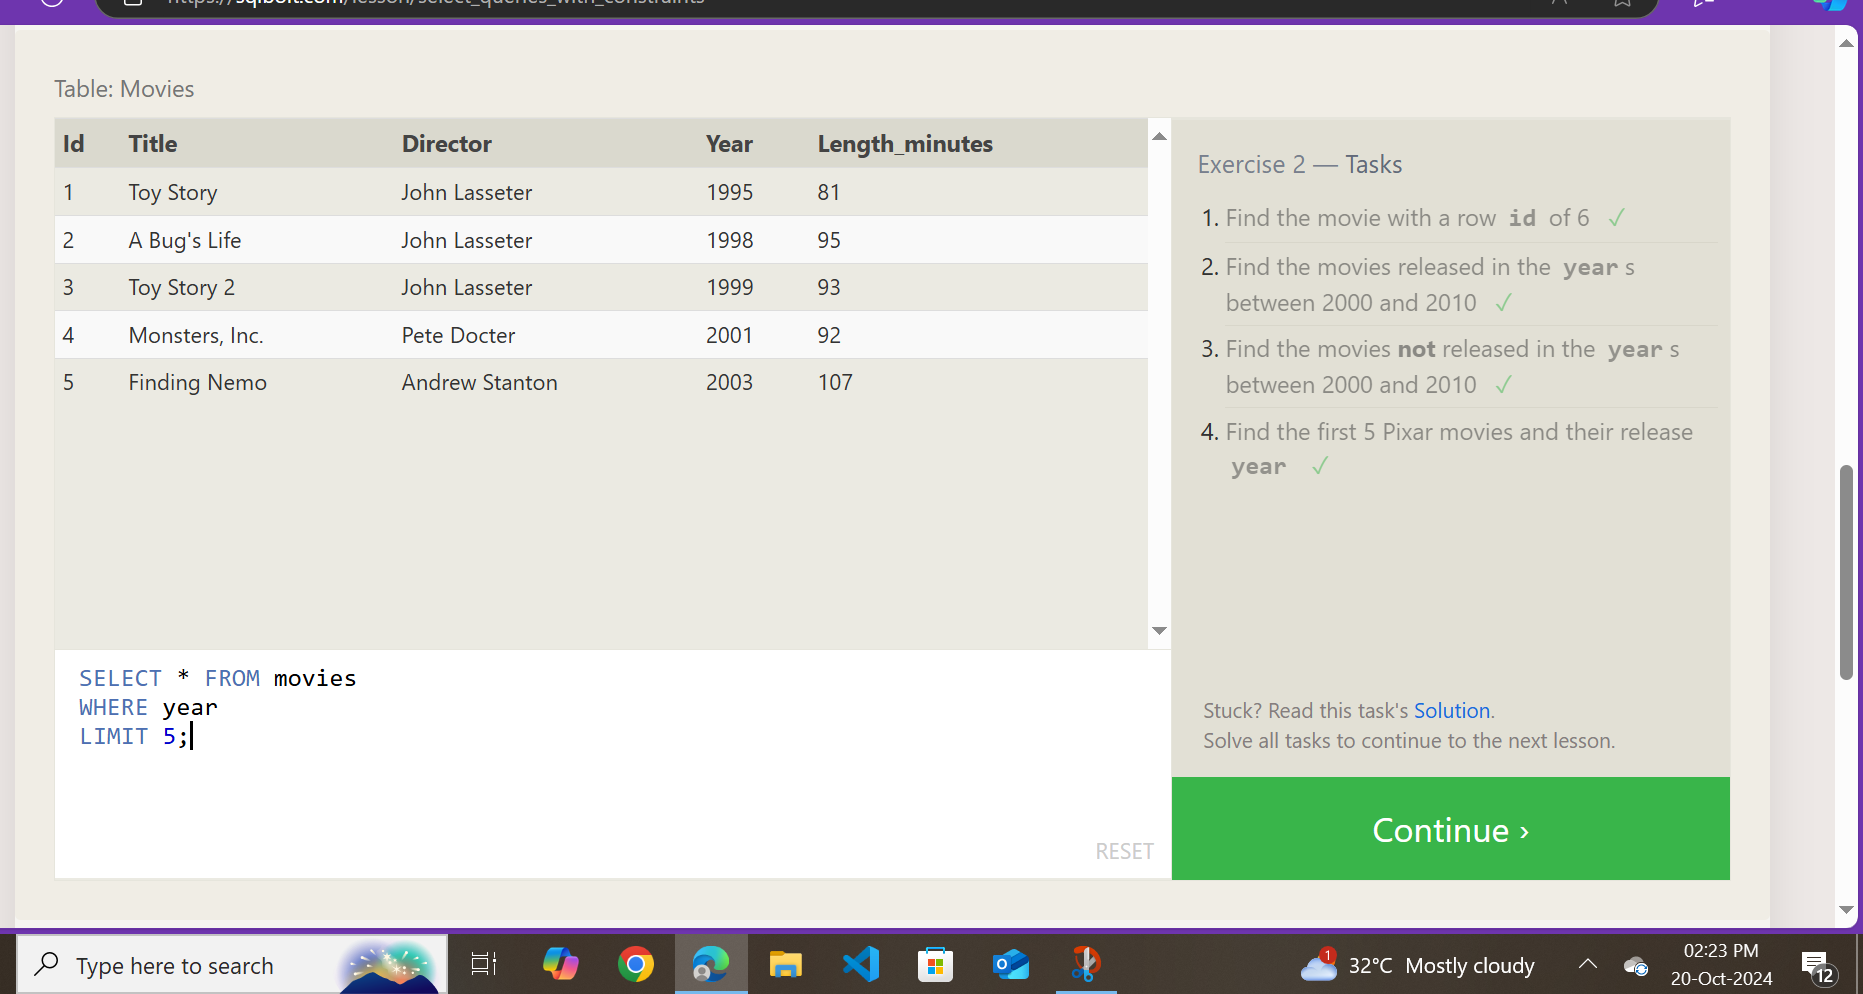 https://sqlbolt.com/lesson/select_queries_with_constraints
Table: Movies
Id Title Director Year Length_minutes
1 Toy Story John Lasseter 1995 81
2 A Bug's Life John Lasseter 1998 95
3 Toy Story 2 John Lasseter 1999 93
4 Monsters, Inc. Pete Docter 2001 92
5 Finding Nemo Andrew Stanton 2003 107
SELECT * FROM movies
WHERE year
LIMIT 5;
RESET
Exercise 2 — Tasks
1. Find the movie with a row id of 6 ✓
2. Find the movies released in the year s
between 2000 and 2010 ✓
3. Find the movies not released in the year s
between 2000 and 2010 ✓
4. Find the first 5 Pixar movies and their release
year ✓
Stuck? Read this task's Solution.
Solve all tasks to continue to the next lesson.
Continue ›
Type here to search
1
32°C Mostly cloudy
02:23 PM
20-Oct-2024
12